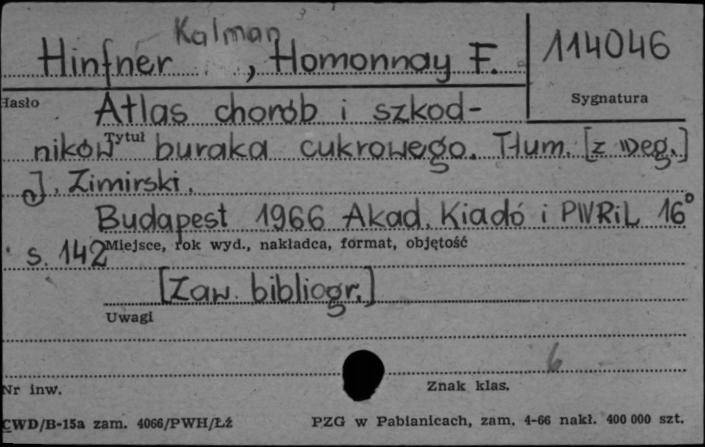 Kalman
Hinfner, Homonnay F. 114046
Hasło Sygnatura
Atlas chorób i szkod-
ników buraka cukrowego. Tłum. [z węg.]
Tytuł
J. Zimirski.
Budapest 1966 Akad. Kiadó i PWRiL 16°
s. 142 Miejsce, rok wyd., nakładca, format, objętość
[Zaw. bibliogr.]
Uwagi
6
Nr inw. Znak klas.
CWD/B-15a zam. 4066/PWH/Łź PZG w Pabianicach, zam. 4-66 nakł. 400 000 szt.